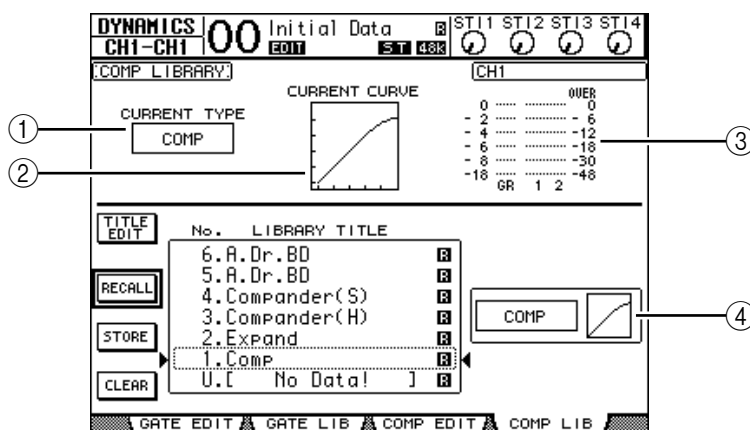 DYNAMICS
CH1-CH1
00
Initial Data
R
EDIT
ST
48K
STI1 STI2 STI3 STI4
COMP LIBRARY
CH1
CURRENT TYPE
COMP
CURRENT CURVE
OVER
0 0
- 2 - 6
- 4 -12
- 6 -18
- 8 -30
-18 -48
GR 1 2
①
②
③
④
TITLE EDIT
RECALL
STORE
CLEAR
No. LIBRARY TITLE
6.A.Dr.BD R
5.A.Dr.BD R
4.Compander(S) R
3.Compander(H) R
2.Expand R
1.Comp R
U.[ No Data! ] R
COMP
GATE EDIT GATE LIB COMP EDIT COMP LIB